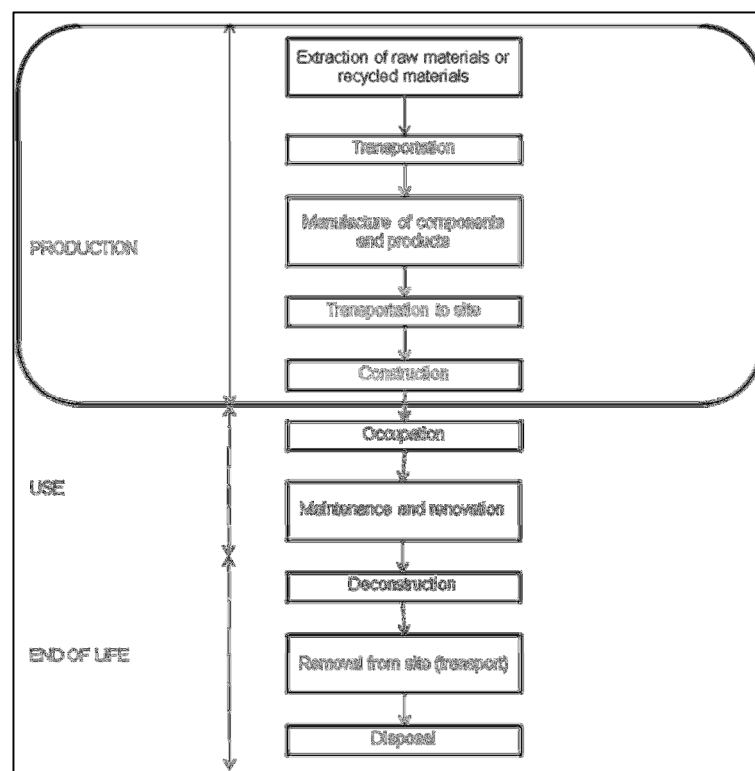 Extraction of raw materials or
recycled materials
Transportation
Manufacture of components
and products
PRODUCTION
Transportation to site
Construction
Occupation
USE
Maintenance and renovation
Deconstruction
END OF LIFE
Removal from site (transport)
Disposal